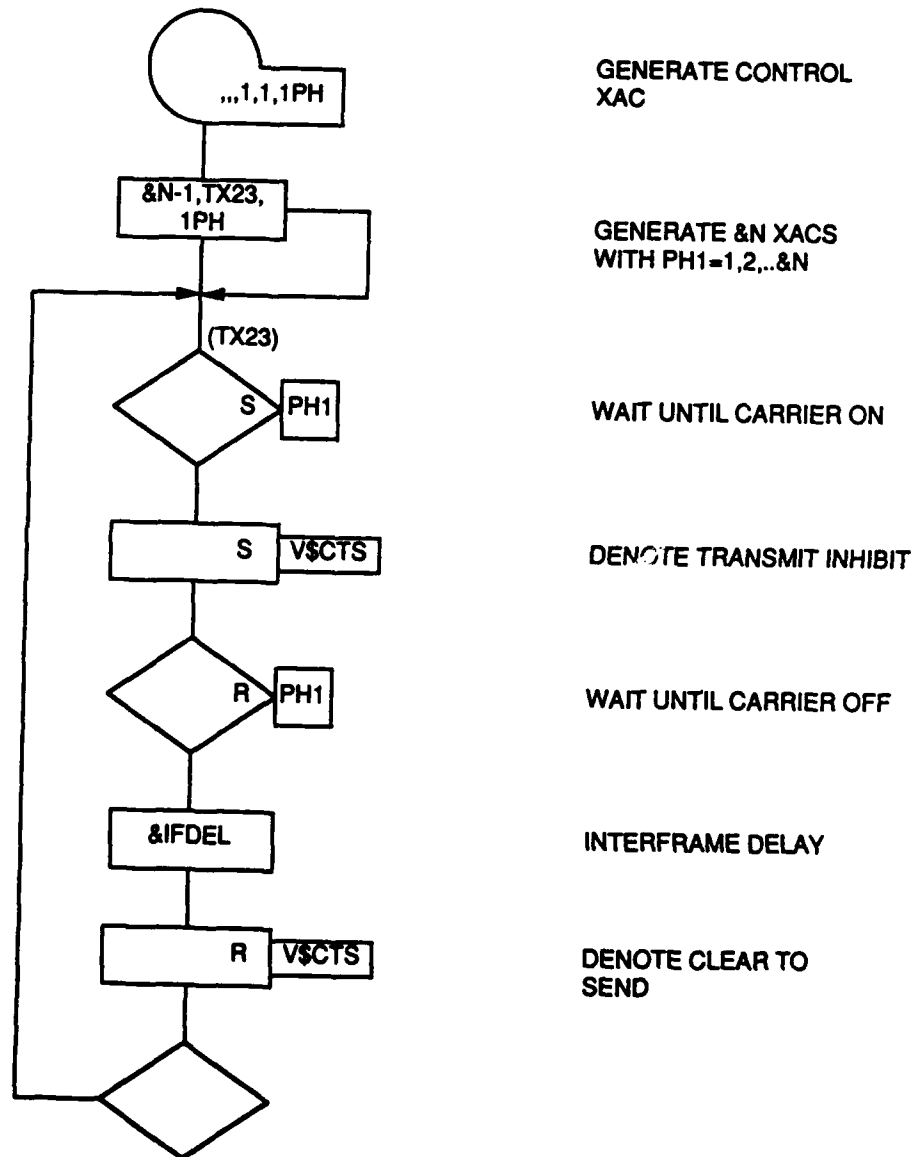 ,,,1,1,1PH
GENERATE CONTROL
XAC
&N-1,TX23,
1PH
GENERATE &N XACS
WITH PH1=1,2,..&N
(TX23)
S PH1
WAIT UNTIL CARRIER ON
S V$CTS
DENOTE TRANSMIT INHIBIT
R PH1
WAIT UNTIL CARRIER OFF
&IFDEL
INTERFRAME DELAY
R V$CTS
DENOTE CLEAR TO
SEND